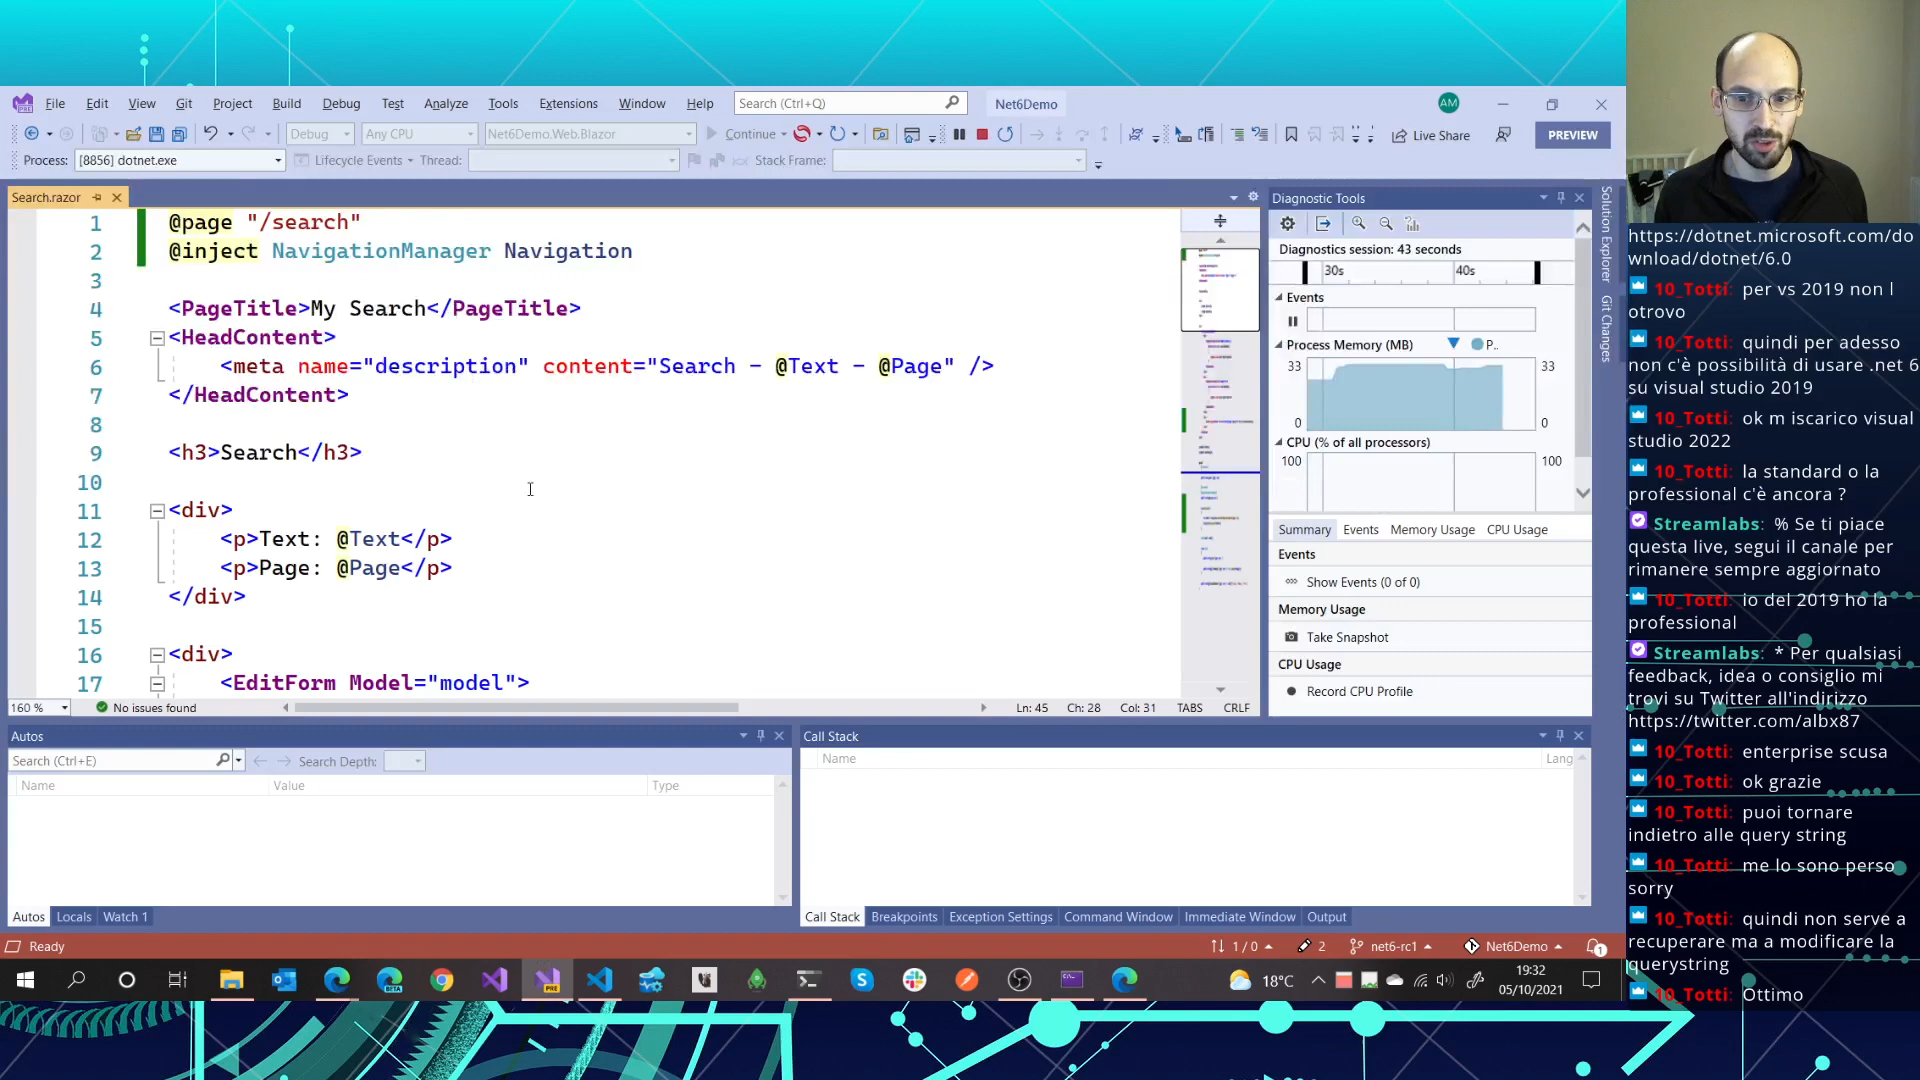 File Edit View Git Project Build Debug Test Analyze Tools Extensions Window Help Search (Ctrl+Q) Net6Demo AM
Debug Any CPU Net6Demo.Web.Blazor Continue Live Share PREVIEW
Process: [8856] dotnet.exe Lifecycle Events Thread: Stack Frame:
Search.razor
1 @page "/search"
2 @inject NavigationManager Navigation
3
4 <PageTitle>My Search</PageTitle>
5 <HeadContent>
6 <meta name="description" content="Search - @Text - @Page" />
7 </HeadContent>
8
9 <h3>Search</h3>
10
11 <div>
12 <p>Text: @Text</p>
13 <p>Page: @Page</p>
14 </div>
15
16 <div>
17 <EditForm Model="model">
160 % No issues found Ln: 45 Ch: 28 Col: 31 TABS CRLF
Diagnostic Tools
Diagnostics session: 43 seconds
30s 40s
Events
Process Memory (MB) P..
33 33
0 0
CPU (% of all processors)
100 100
Summary Events Memory Usage CPU Usage
Events
Show Events (0 of 0)
Memory Usage
Take Snapshot
CPU Usage
Record CPU Profile
Solution Explorer
Git Changes
Autos
Search (Ctrl+E) Search Depth:
Name Value Type
Autos Locals Watch 1
Call Stack
Name Lang
Call Stack Breakpoints Exception Settings Command Window Immediate Window Output
Ready 1 / 0 2 net6-rc1 Net6Demo 1
BETA PRE 18°C 19:32
05/10/2021
https://dotnet.microsoft.com/do
wnload/dotnet/6.0
10_Totti: per vs 2019 non l
otrovo
10_Totti: quindi per adesso
non c'è possibilità di usare .net 6
su visual studio 2019
10_Totti: ok m iscarico visual
studio 2022
10_Totti: la standard o la
professional c'è ancora ?
Streamlabs: % Se ti piace
questa live, segui il canale per
rimanere sempre aggiornato
10_Totti: io del 2019 ho la
professional
Streamlabs: * Per qualsiasi
feedback, idea o consiglio mi
trovi su Twitter all'indirizzo
https://twitter.com/albx87
10_Totti: enterprise scusa
10_Totti: ok grazie
10_Totti: puoi tornare
indietro alle query string
10_Totti: me lo sono perso
sorry
10_Totti: quindi non serve a
recuperare ma a modificare la
querystring
10_Totti: Ottimo